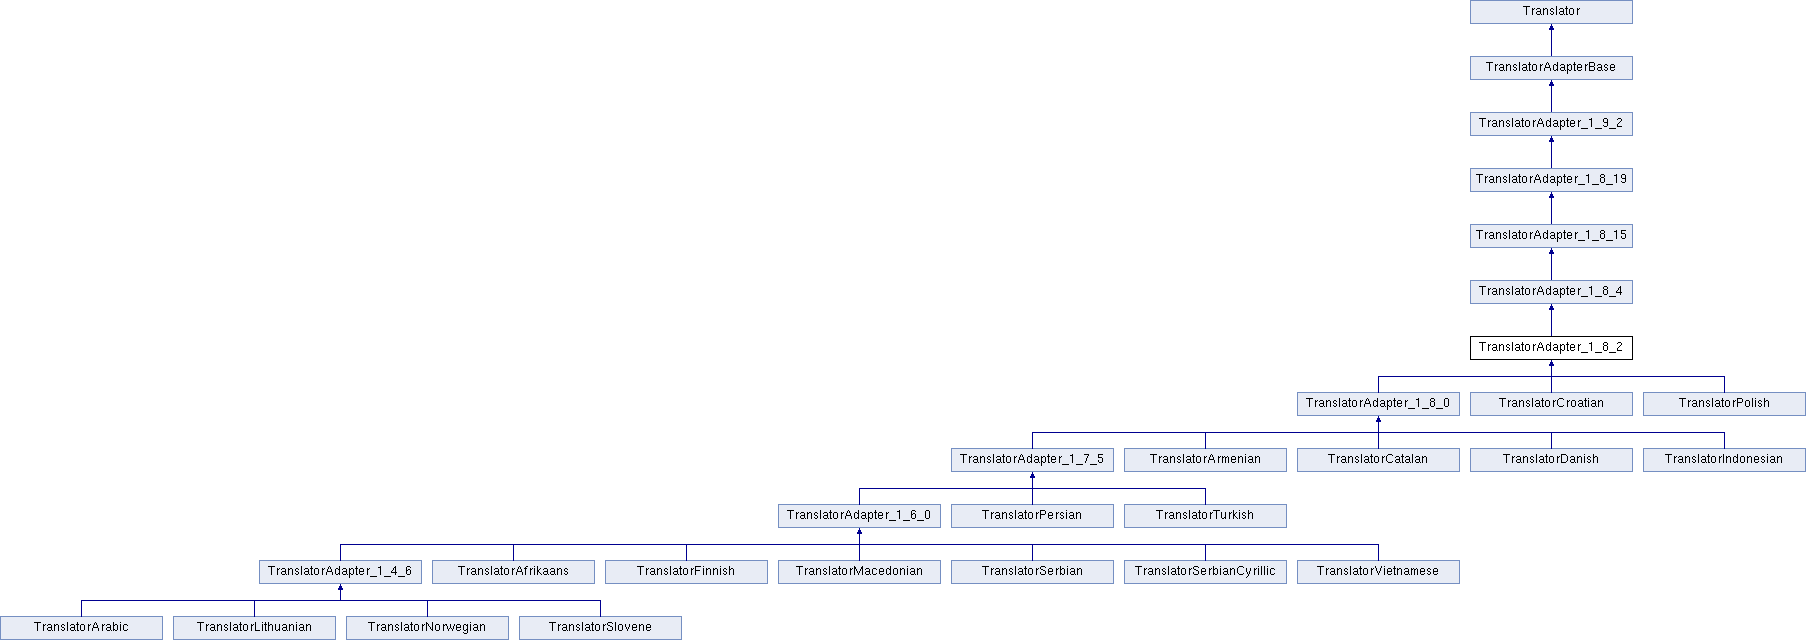 Translator
TranslatorAdapterBase
TranslatorAdapter_1_9_2
TranslatorAdapter_1_8_19
TranslatorAdapter_1_8_15
TranslatorAdapter_1_8_4
TranslatorAdapter_1_8_2
TranslatorAdapter_1_8_0 TranslatorCroatian TranslatorPolish
TranslatorAdapter_1_7_5 TranslatorArmenian TranslatorCatalan TranslatorDanish TranslatorIndonesian
TranslatorAdapter_1_6_0 TranslatorPersian TranslatorTurkish
TranslatorAdapter_1_4_6 TranslatorAfrikaans TranslatorFinnish TranslatorMacedonian TranslatorSerbian TranslatorSerbianCyrillic TranslatorVietnamese
TranslatorArabic TranslatorLithuanian TranslatorNorwegian TranslatorSlovene